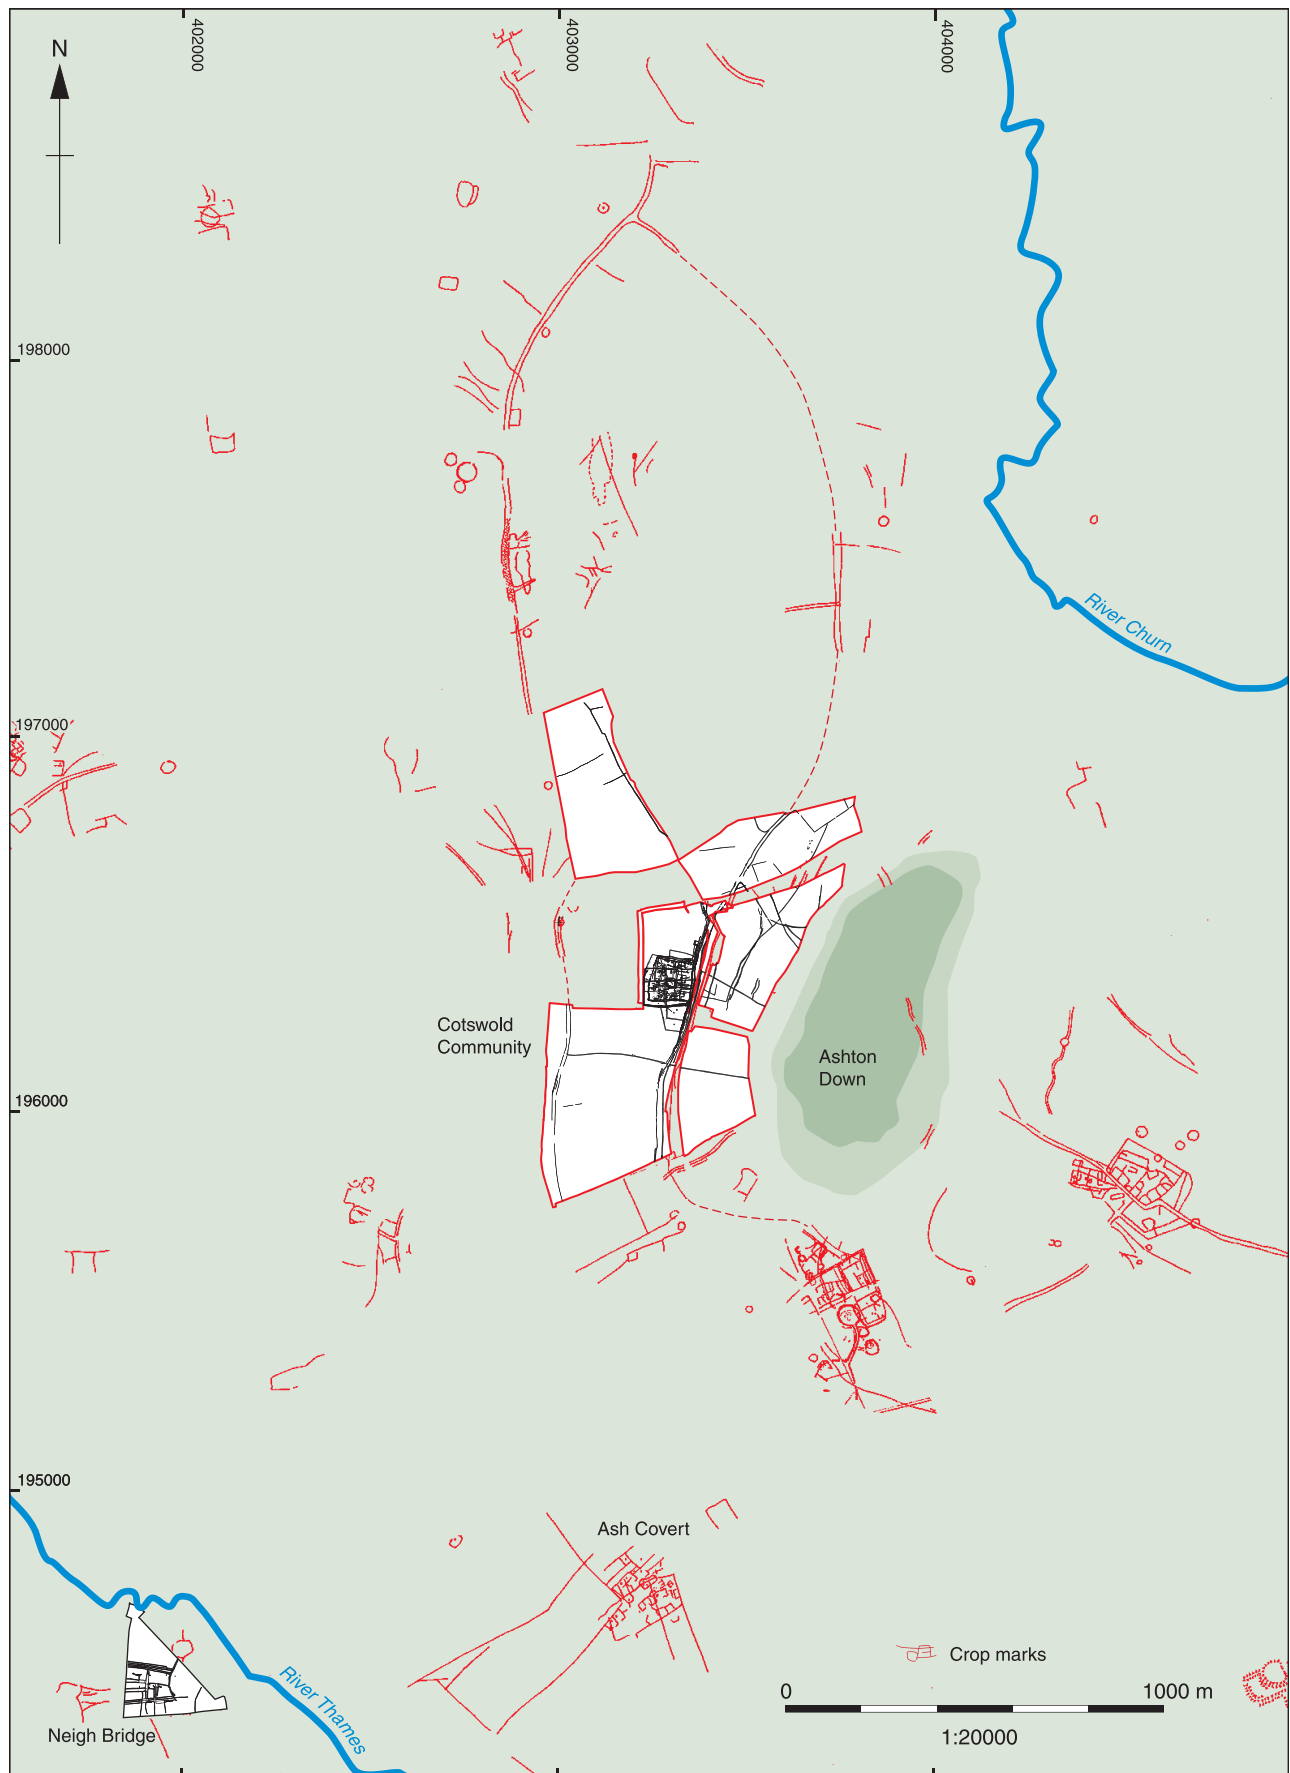 402000
403000
404000
N
198000
River Churn
197000
Cotswold
Community
Ashton
Down
196000
195000
Ash Covert
Crop marks
0
1000 m
1:20000
River Thames
Neigh Bridge